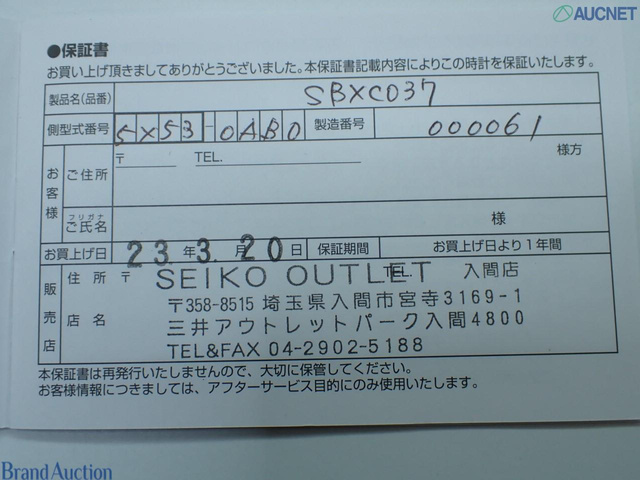 AUCNET
●保証書
お買い上げ頂きましてありがとうございました。本保証書記載内容によりこの時計を保証いたします。
製品名(品番) SBXC037
側型式番号 5X53-0AB0 製造番号 000061
お客様 ご住所 〒 TEL. 様方
フリガナ
ご氏名 様
お買上げ日 23年3月20日 保証期間 お買上げ日より1年間
販売店 住所 〒 SEIKO OUTLET TEL. 入間店
〒358-8515 埼玉県入間市宮寺3169-1
店名 三井アウトレットパーク入間4800
TEL&FAX 04-2902-5188
本保証書は再発行いたしませんので、大切に保管してください。
お客様情報につきましては、アフターサービス目的にのみ使用いたします。
Brand Auction